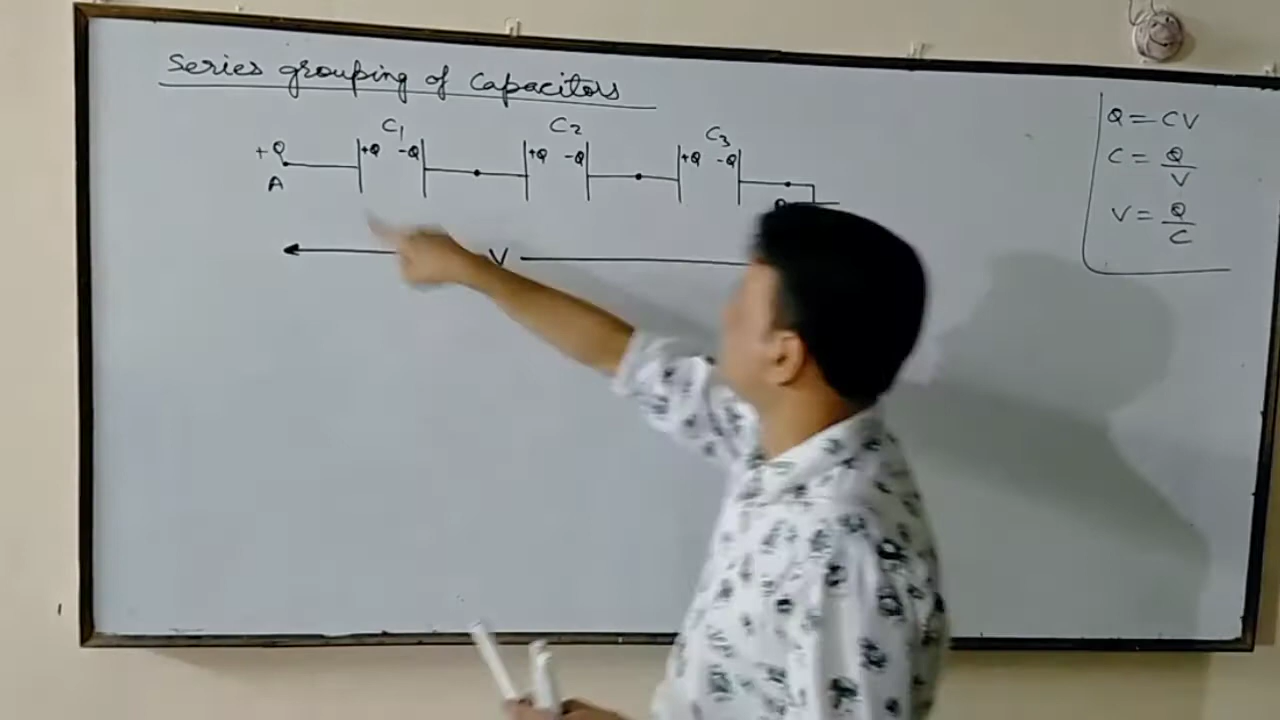 Series grouping of Capacitors
C1 C2 C3
+Q +Q -Q +Q -Q +Q -Q
A
V
Q = CV
C = Q/V
V = Q/C